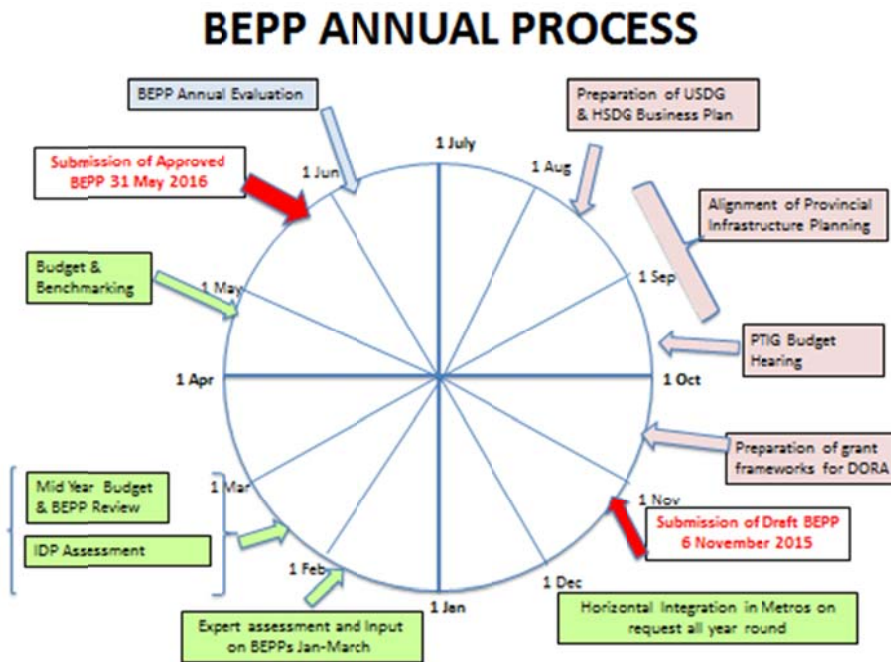 BEPP ANNUAL PROCESS
BEPP Annual Evaluation
Preparation of USDG
& HSDG Business Plan
1 July
Submission of Approved
BEPP 31 May 2016
1 Jun
1 Aug
Alignment of Provincial
Infrastructure Planning
Budget &
Benchmarking
1 May
1 Sep
PTIG Budget
Hearing
1 Apr
1 Oct
Preparation of grant
frameworks for DORA
Mid Year Budget
& BEPP Review
1 Mar
1 Nov
IDP Assessment
Submission of Draft BEPP
6 November 2015
1 Feb
1 Dec
1 Jan
Expert assessment and Input
on BEPPs Jan-March
Horizontal Integration in Metros on
request all year round